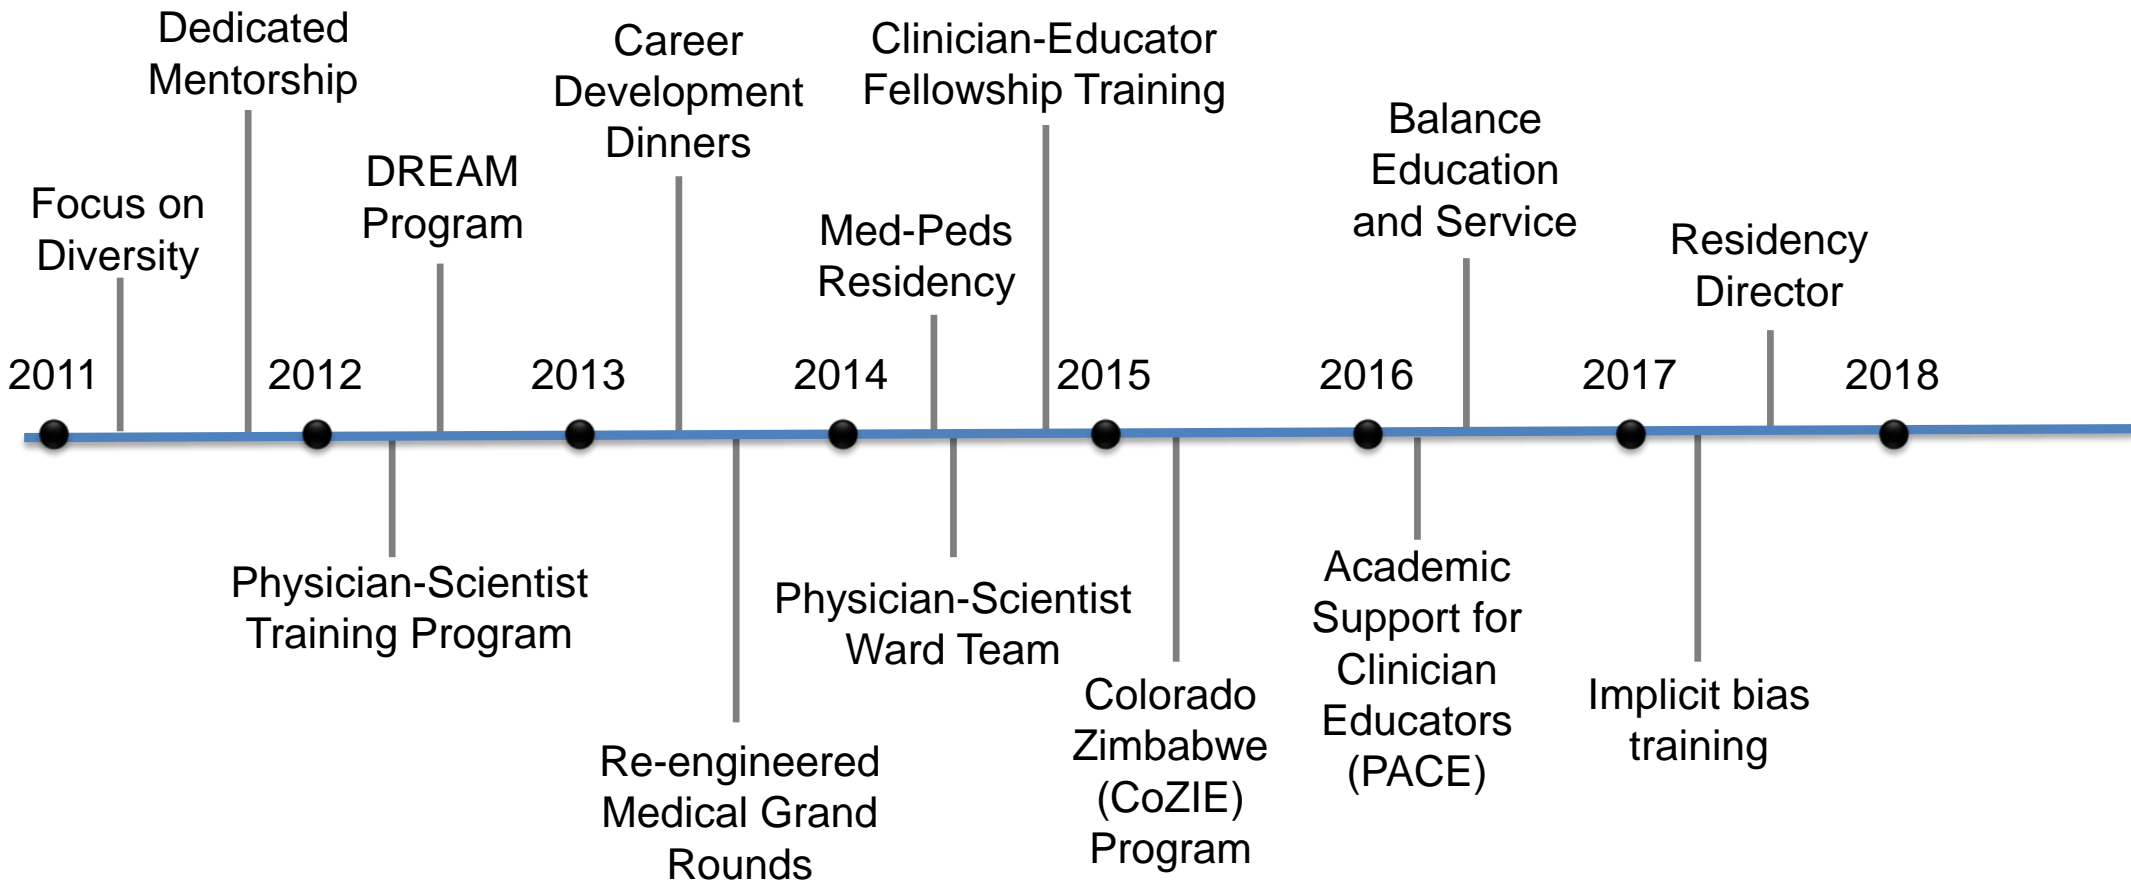 Dedicated
Mentorship
Career
Development
Dinners
Clinician-Educator
Fellowship Training
Balance
Education
and Service
DREAM
Program
Focus on
Diversity
Med-Peds
Residency
Residency
Director
2011
2012
2013
2014
2015
2016
2017
2018
Physician-Scientist
Training Program
Re-engineered
Medical Grand
Rounds
Physician-Scientist
Ward Team
Colorado
Zimbabwe
(CoZIE)
Program
Academic
Support for
Clinician
Educators
(PACE)
Implicit bias
training